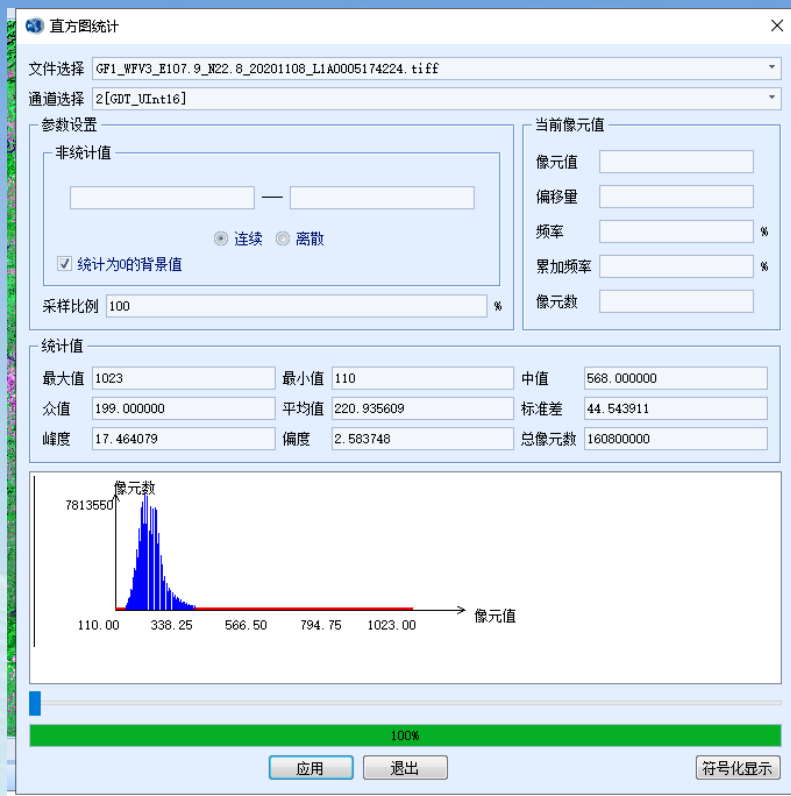 直方图统计
文件选择 GF1_WFV3_E107.9_N22.8_20201108_L1A0005174224.tiff
通道选择 2[GDT_UInt16]
参数设置
非统计值
—
连续 离散
统计为0的背景值
采样比例 100 %
当前像元值
像元值
偏移量
频率 %
累加频率 %
像元数
统计值
最大值 1023 最小值 110 中值 568.000000
众值 199.000000 平均值 220.935609 标准差 44.543911
峰度 17.464079 偏度 2.583748 总像元数 160800000
像元数
7813550
像元值
110.00 338.25 566.50 794.75 1023.00
100%
应用 退出 符号化显示